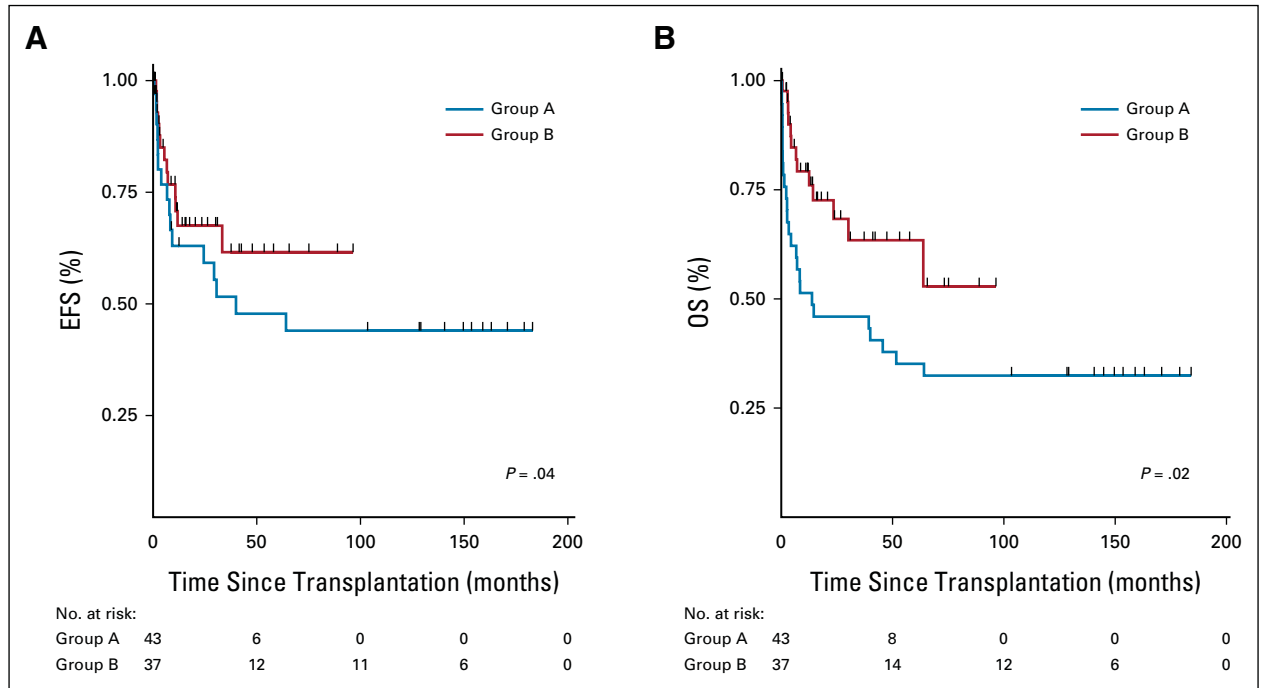 A
1.00
0.75
0.50
0.25
EFS (%)
Group A
Group B
P = .04
0 50 100 150 200
Time Since Transplantation (months)
No. at risk:
Group A 43 6 0 0 0
Group B 37 12 11 6 0
B
1.00
0.75
0.50
0.25
OS (%)
Group A
Group B
P = .02
0 50 100 150 200
Time Since Transplantation (months)
No. at risk:
Group A 43 8 0 0 0
Group B 37 14 12 6 0